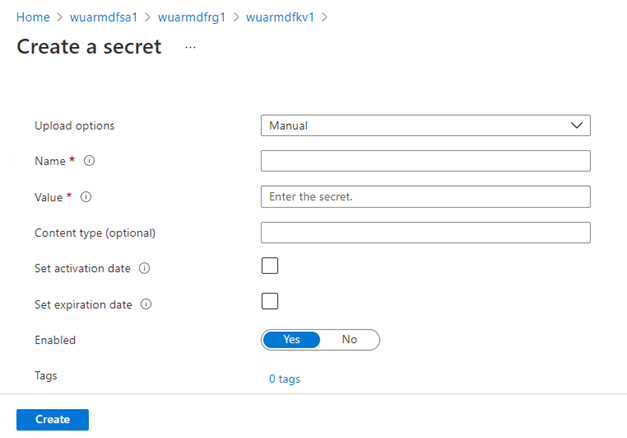 Home > wuarmdfsa1 > wuarmdfrg1 > wuarmdfkv1 >
Create a secret ...
Upload options Manual
Name *
Value * Enter the secret.
Content type (optional)
Set activation date
Set expiration date
Enabled Yes No
Tags 0 tags
Create